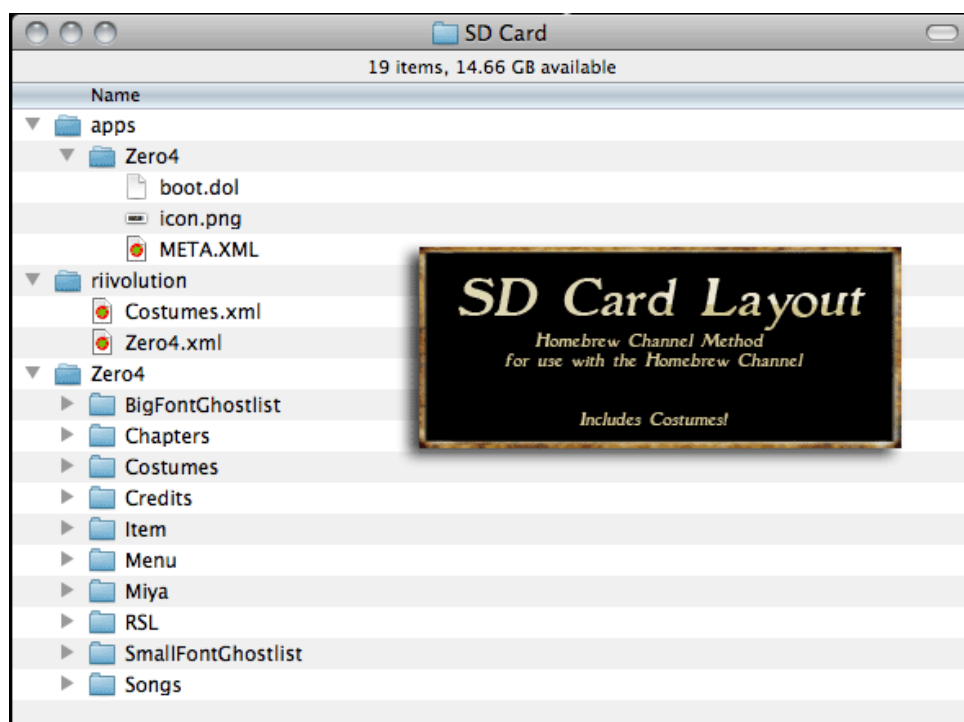 SD Card
19 items, 14.66 GB available
Name
apps
Zero4
boot.dol
icon.png
META.XML
riivolution
Costumes.xml
Zero4.xml
Zero4
BigFontGhostlist
Chapters
Costumes
Credits
Item
Menu
Miya
RSL
SmallFontGhostlist
Songs
SD Card Layout
Homebrew Channel Method
for use with the Homebrew Channel
Includes Costumes!